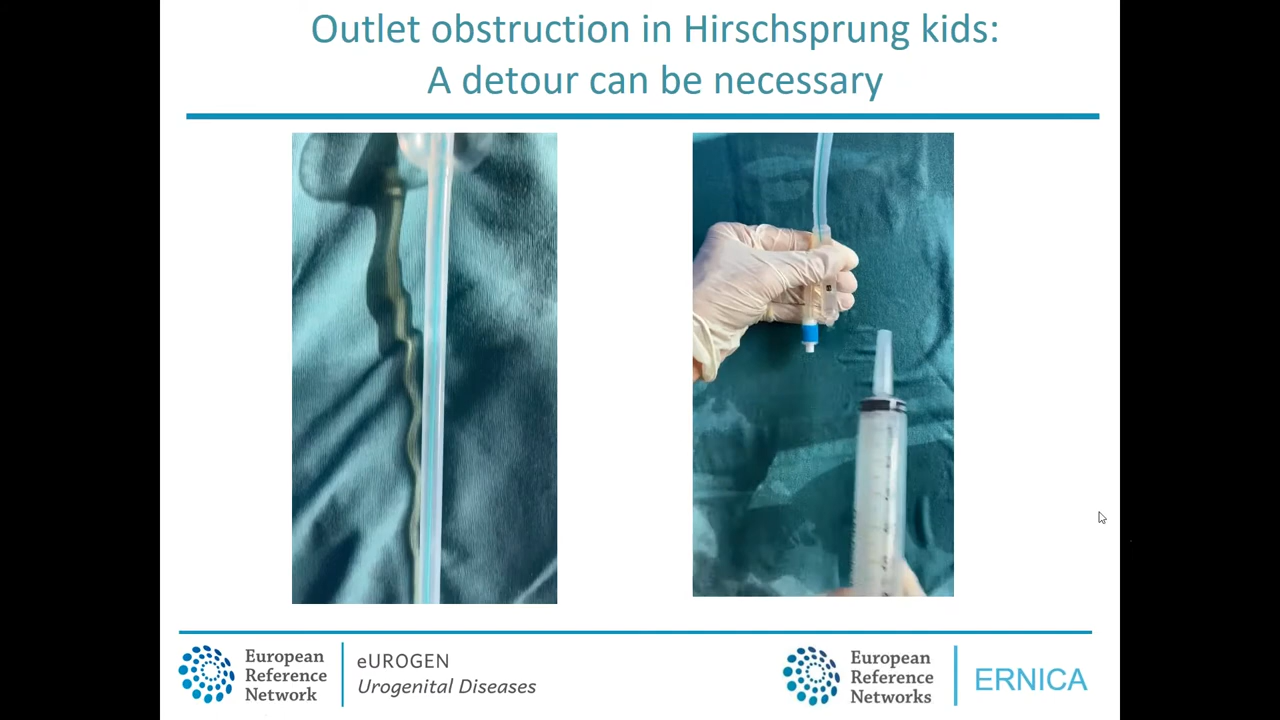 Outlet obstruction in Hirschsprung kids:
A detour can be necessary
European
Reference
Network
eUROGEN
Urogenital Diseases
European
Reference
Networks
ERNICA